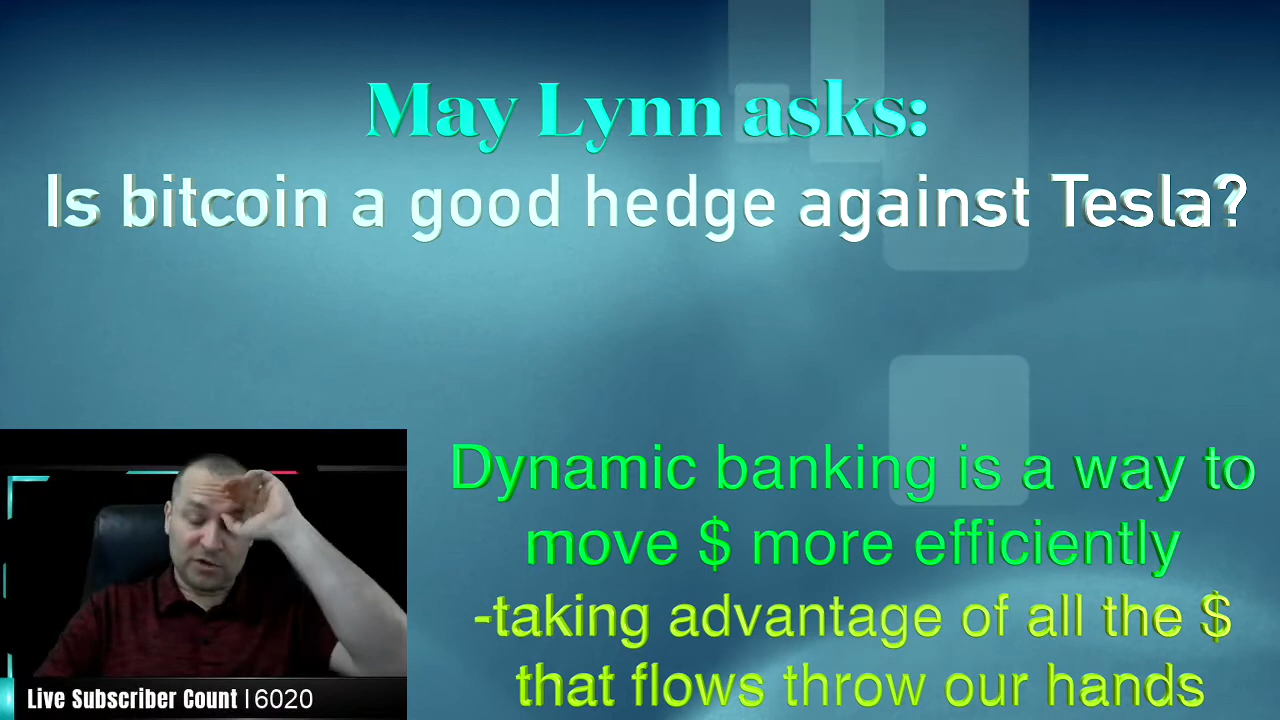 May Lynn asks:
Is bitcoin a good hedge against Tesla?
Dynamic banking is a way to
move $ more efficiently
-taking advantage of all the $
that flows throw our hands
Live Subscriber Count | 6020